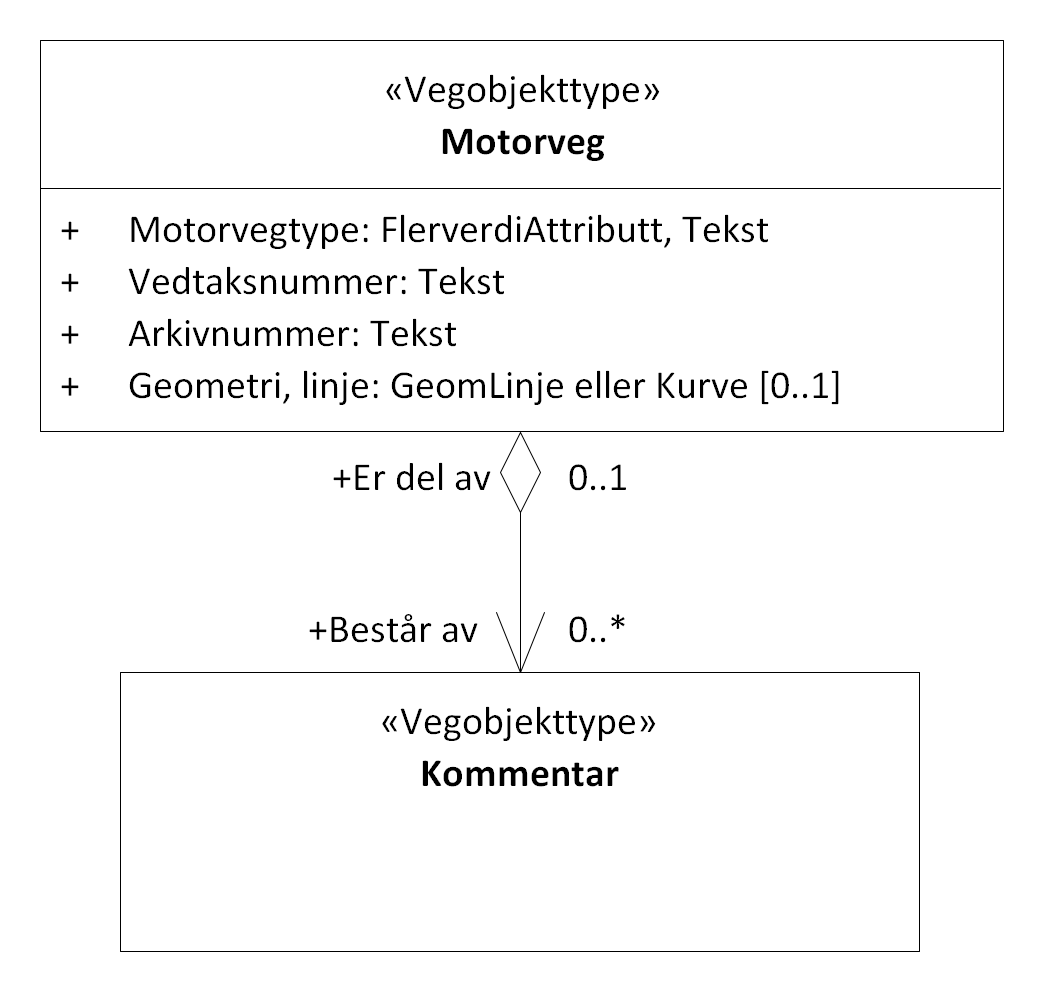 «Vegobjekttype»
Motorveg
+ Motorvegtype: FlerverdiAttributt, Tekst
+ Vedtaksnummer: Tekst
+ Arkivnummer: Tekst
+ Geometri, linje: GeomLinje eller Kurve [0..1]
+Er del av 0..1
+Består av 0..*
«Vegobjekttype»
Kommentar